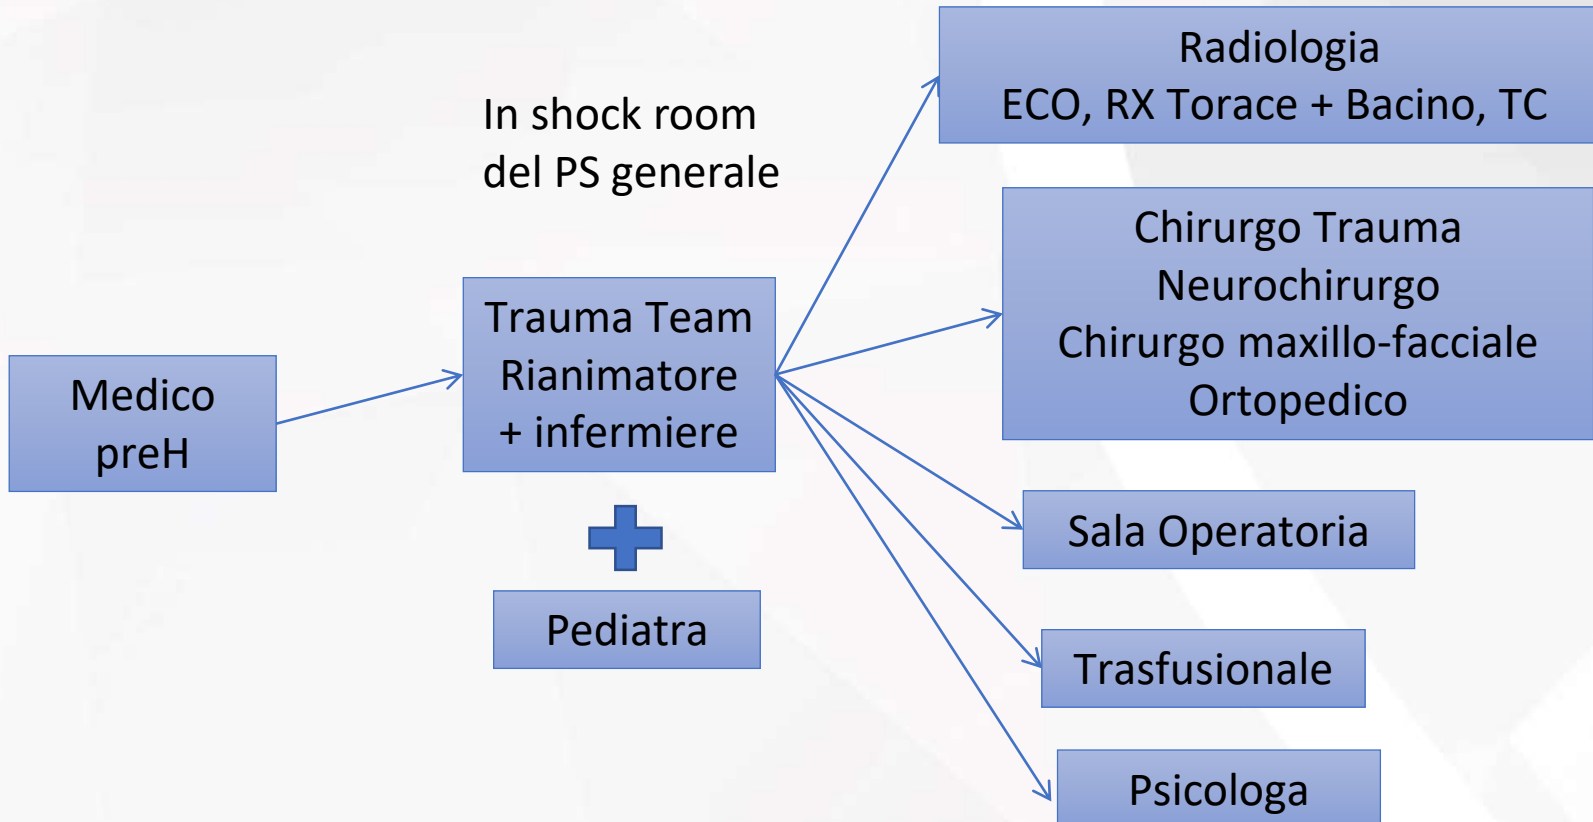 Radiologia
ECO, RX Torace + Bacino, TC
In shock room
del PS generale
Chirurgo Trauma
Neurochirurgo
Chirurgo maxillo-facciale
Ortopedico
Trauma Team
Rianimatore
+ infermiere
Medico
preH
Sala Operatoria
Pediatra
Trasfusionale
Psicologa